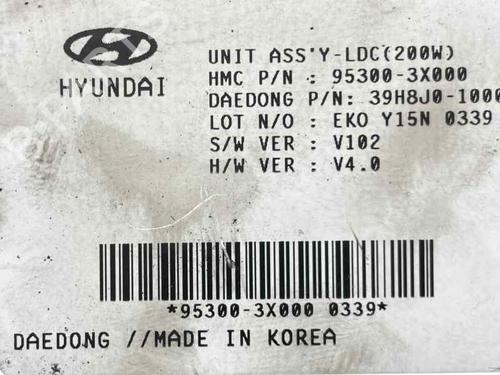 HYUNDAI
UNIT ASS'Y-LDC(200W)
HMC P/N : 95300-3X000
DAEDONG P/N: 39H8J0-1000
LOT N/O : EKO Y15N 0339
S/W VER : V102
H/W VER : V4.0
*95300-3X000 0339*
DAEDONG //MADE IN KOREA